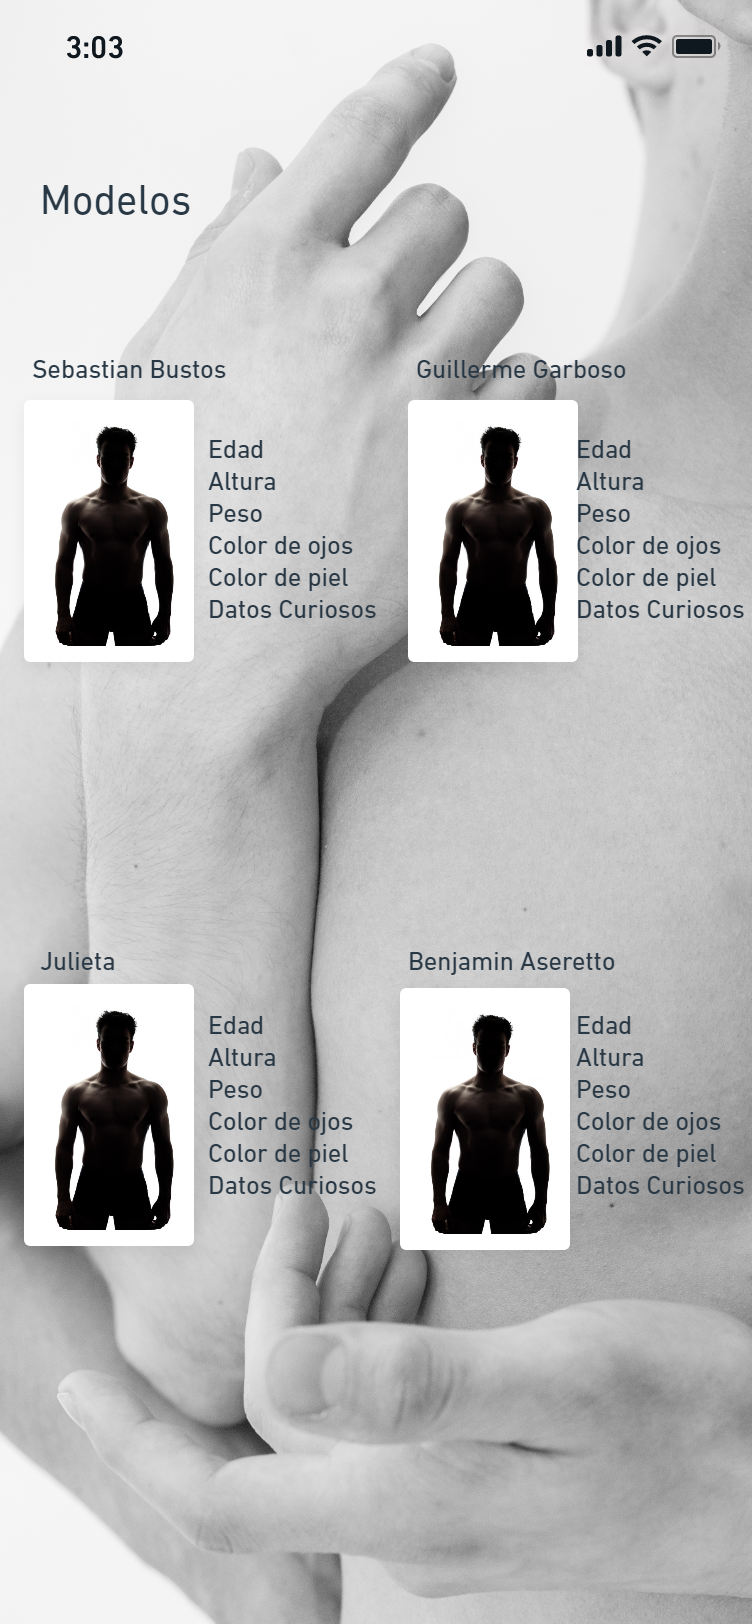 3:03
Modelos
Sebastian Bustos
Edad
Altura
Peso
Color de ojos
Color de piel
Datos Curiosos
Guillerme Garboso
Edad
Altura
Peso
Color de ojos
Color de piel
Datos Curiosos
Julieta
Edad
Altura
Peso
Color de ojos
Color de piel
Datos Curiosos
Benjamin Aseretto
Edad
Altura
Peso
Color de ojos
Color de piel
Datos Curiosos